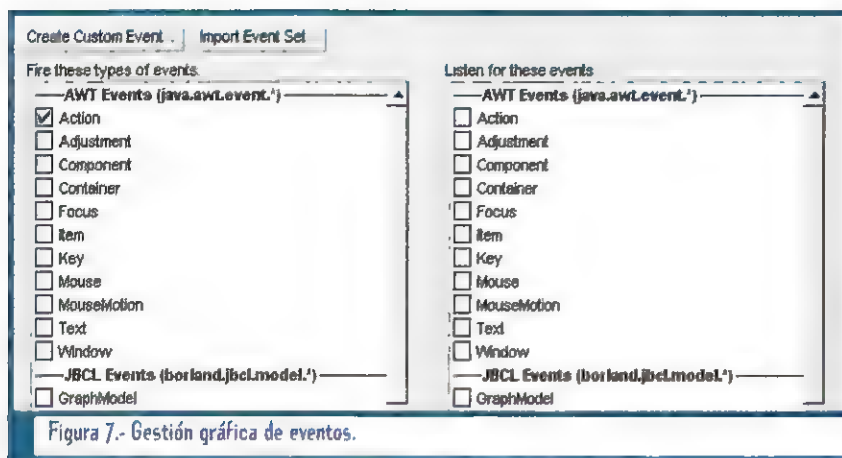 Create Custom Event . Import Event Set
Fire these types of events:
AWT Events (java.awt.event.*)
Action
Adjustment
Component
Container
Focus
Item
Key
Mouse
MouseMotion
Text
Window
JBCL Events (borland.jbcl.model.*)
GraphModel
Listen for these events
AWT Events (java.awt.event.*)
Action
Adjustment
Component
Container
Focus
Item
Key
Mouse
MouseMotion
Text
Window
JBCL Events (borland.jbcl.model.*)
GraphModel
Figura 7.- Gestión gráfica de eventos.